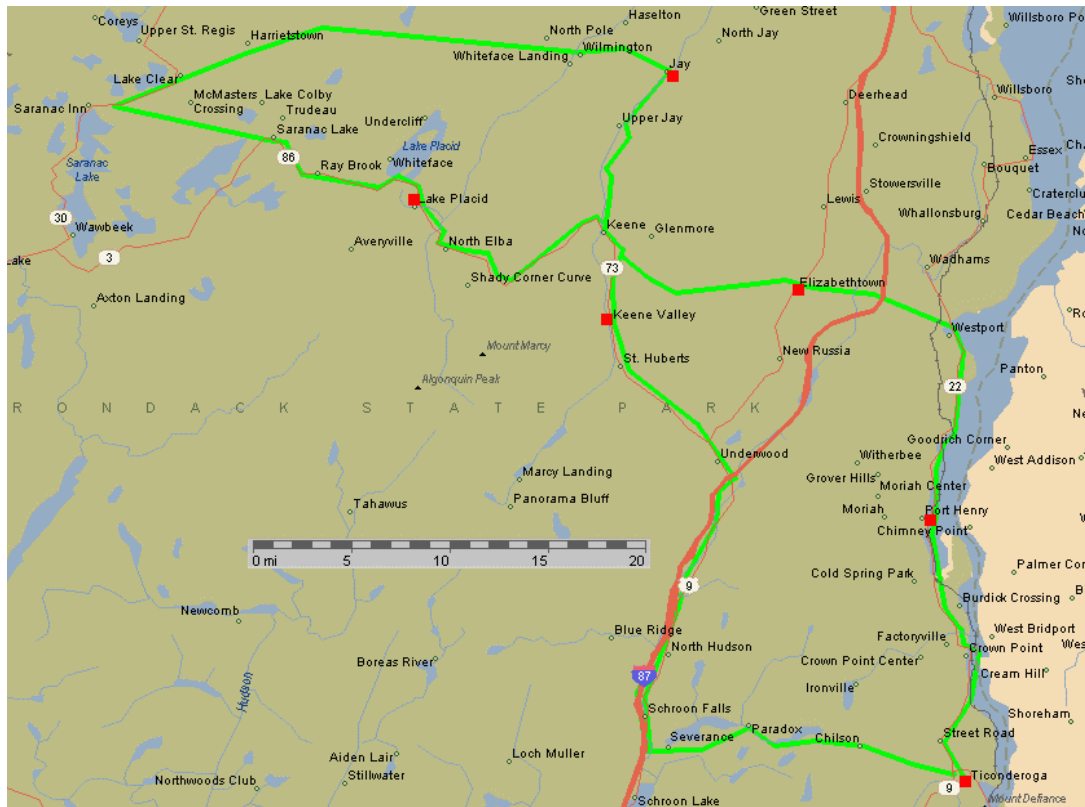 Coreys
Haselton
Green Street
Willsboro Po
Upper St. Regis
Harrietstown
North Pole
Wilmington
North Jay
Whiteface Landing
Lake Clear
Jay
Willsboro
Sho
Saranac Inn
McMasters
Crossing
Lake Colby
Trudeau
Undercliff
Upper Jay
Deerhead
Saranac Lake
Crowningshield
Essex
Ch
86
Lake Placid
Whiteface
Ray Brook
Bouquet
Saranac
Lake
Lake Placid
Stowersville
Lewis
Craterclu
30
Whallonsburg
Cedar Beach
Wawbeek
Averyville
North Elba
Keene
Glenmore
No
Lake
3
73
Wadhams
Shady Corner Curve
Elizabethtown
Axton Landing
Keene Valley
Ro
Westport
Mount Marcy
St. Huberts
New Russia
Panton
Algonquin Peak
22
RONDACK STATE PARK
Ne
Goodrich Corner
Underwood
Witherbee
West Addison
Marcy Landing
Grover Hills
Moriah Center
Tahawus
Panorama Bluff
Moriah
Port Henry
W
Chimney Point
0 mi 5 10 15 20
Cold Spring Park
Palmer Cor
9
B
Newcomb
Burdick Crossing
Blue Ridge
Factoryville
West Bridport
Wes
Boreas River
North Hudson
Crown Point Center
Crown Point
87
Ironville
Cream Hill
Hudson
Schroon Falls
Shoreham
Severance
Paradox
Chilson
Street Road
Aiden Lair
Loch Muller
Northwoods Club
Stillwater
Ticonderoga
9
Schroon Lake
Mount Defiance